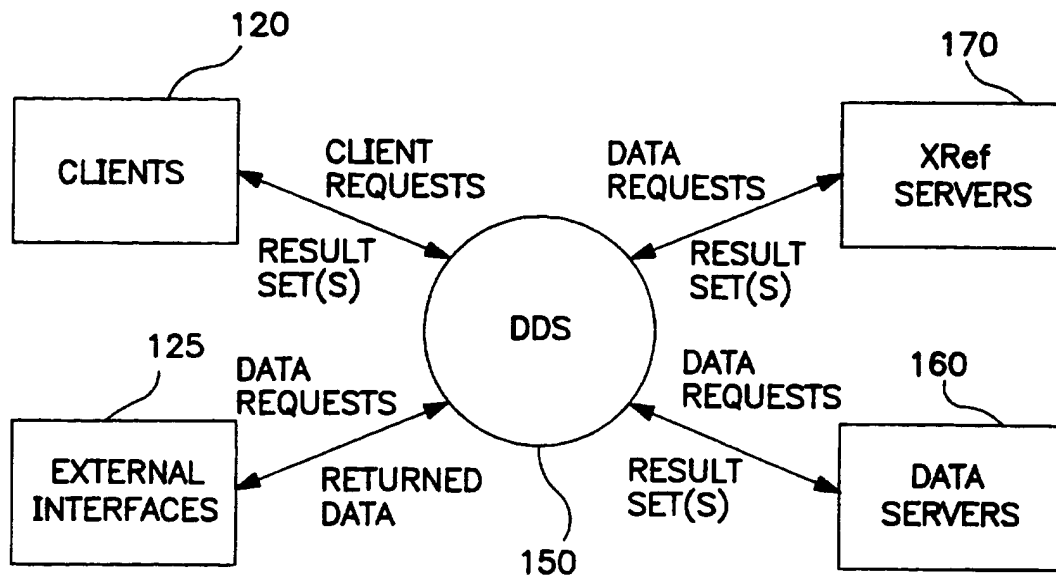 120
170
CLIENTS
CLIENT
REQUESTS
DATA
REQUESTS
XRef
SERVERS
RESULT
SET(S)
RESULT
SET(S)
DDS
125
DATA
REQUESTS
DATA
REQUESTS
160
EXTERNAL
INTERFACES
RETURNED
DATA
RESULT
SET(S)
DATA
SERVERS
150